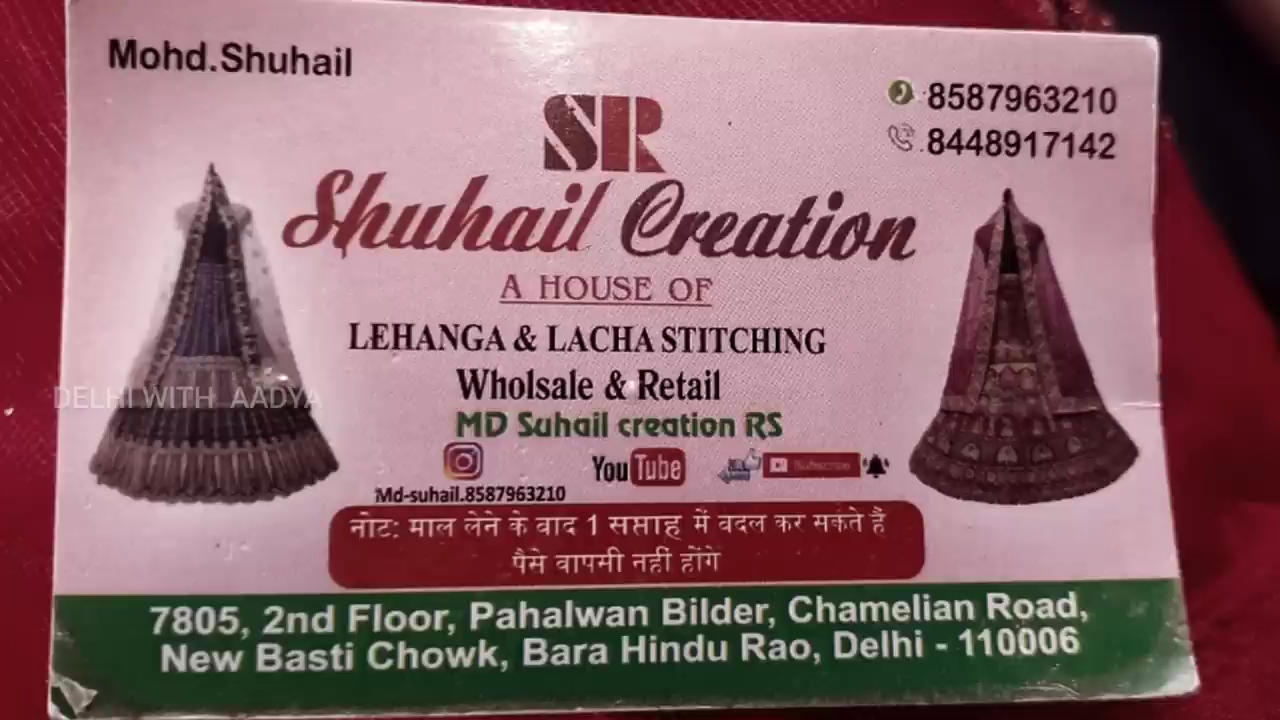 Mohd.Shuhail
8587963210
8448917142
SR
Shuhail Creation
A HOUSE OF
LEHANGA & LACHA STITCHING
Wholsale & Retail
MD Suhail creation RS
YouTube
Subscribe
Md-suhail.8587963210
नोट: माल लेने के बाद 1 सप्ताह में बदल कर सकते हैं
पैसे वापसी नहीं होंगे
7805, 2nd Floor, Pahalwan Bilder, Chamelian Road,
New Basti Chowk, Bara Hindu Rao, Delhi - 110006
DELHI WITH AADYA